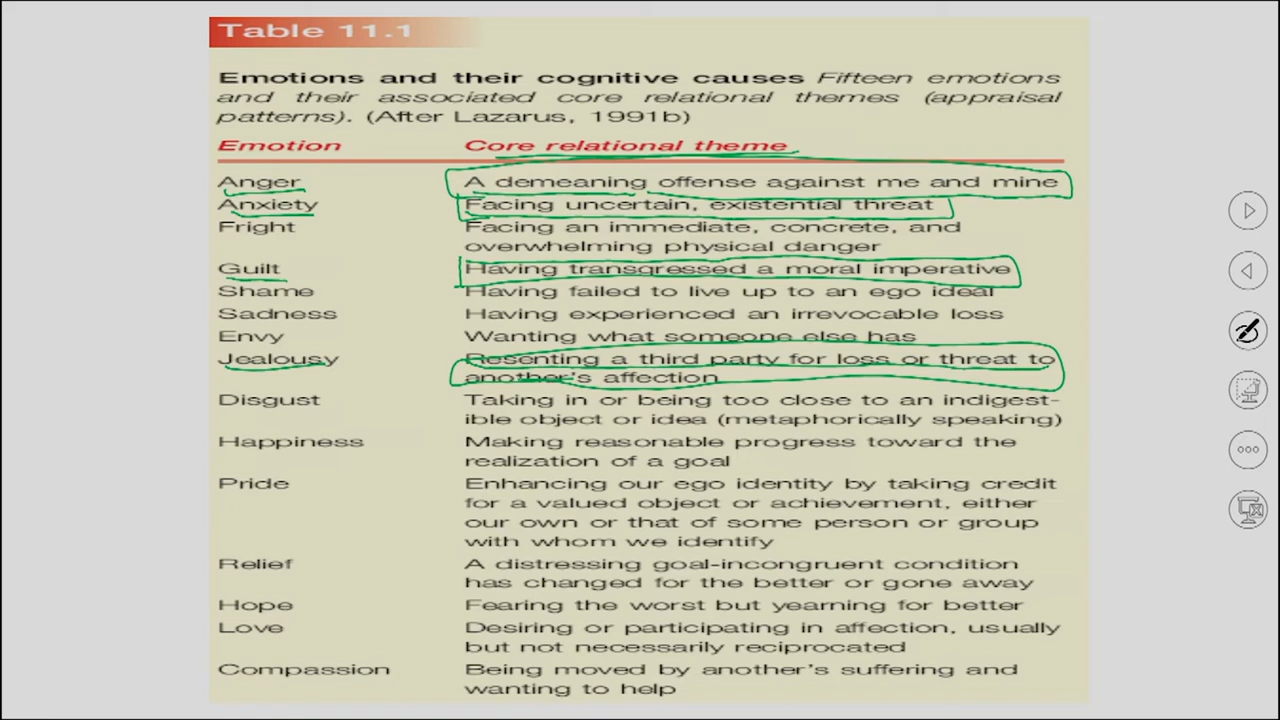 Table 11.1
Emotions and their cognitive causes Fifteen emotions
and their associated core relational themes (appraisal
patterns). (After Lazarus, 1991b)
Emotion Core relational theme
Anger A demeaning offense against me and mine
Anxiety Facing uncertain, existential threat
Fright Facing an immediate, concrete, and
overwhelming physical danger
Guilt Having transgressed a moral imperative
Shame Having failed to live up to an ego ideal
Sadness Having experienced an irrevocable loss
Envy Wanting what someone else has
Jealousy Resenting a third party for loss or threat to
another's affection
Disgust Taking in or being too close to an indigest-
ible object or idea (metaphorically speaking)
Happiness Making reasonable progress toward the
realization of a goal
Pride Enhancing our ego identity by taking credit
for a valued object or achievement, either
our own or that of some person or group
with whom we identify
Relief A distressing goal-incongruent condition
has changed for the better or gone away
Hope Fearing the worst but yearning for better
Love Desiring or participating in affection, usually
but not necessarily reciprocated
Compassion Being moved by another's suffering and
wanting to help